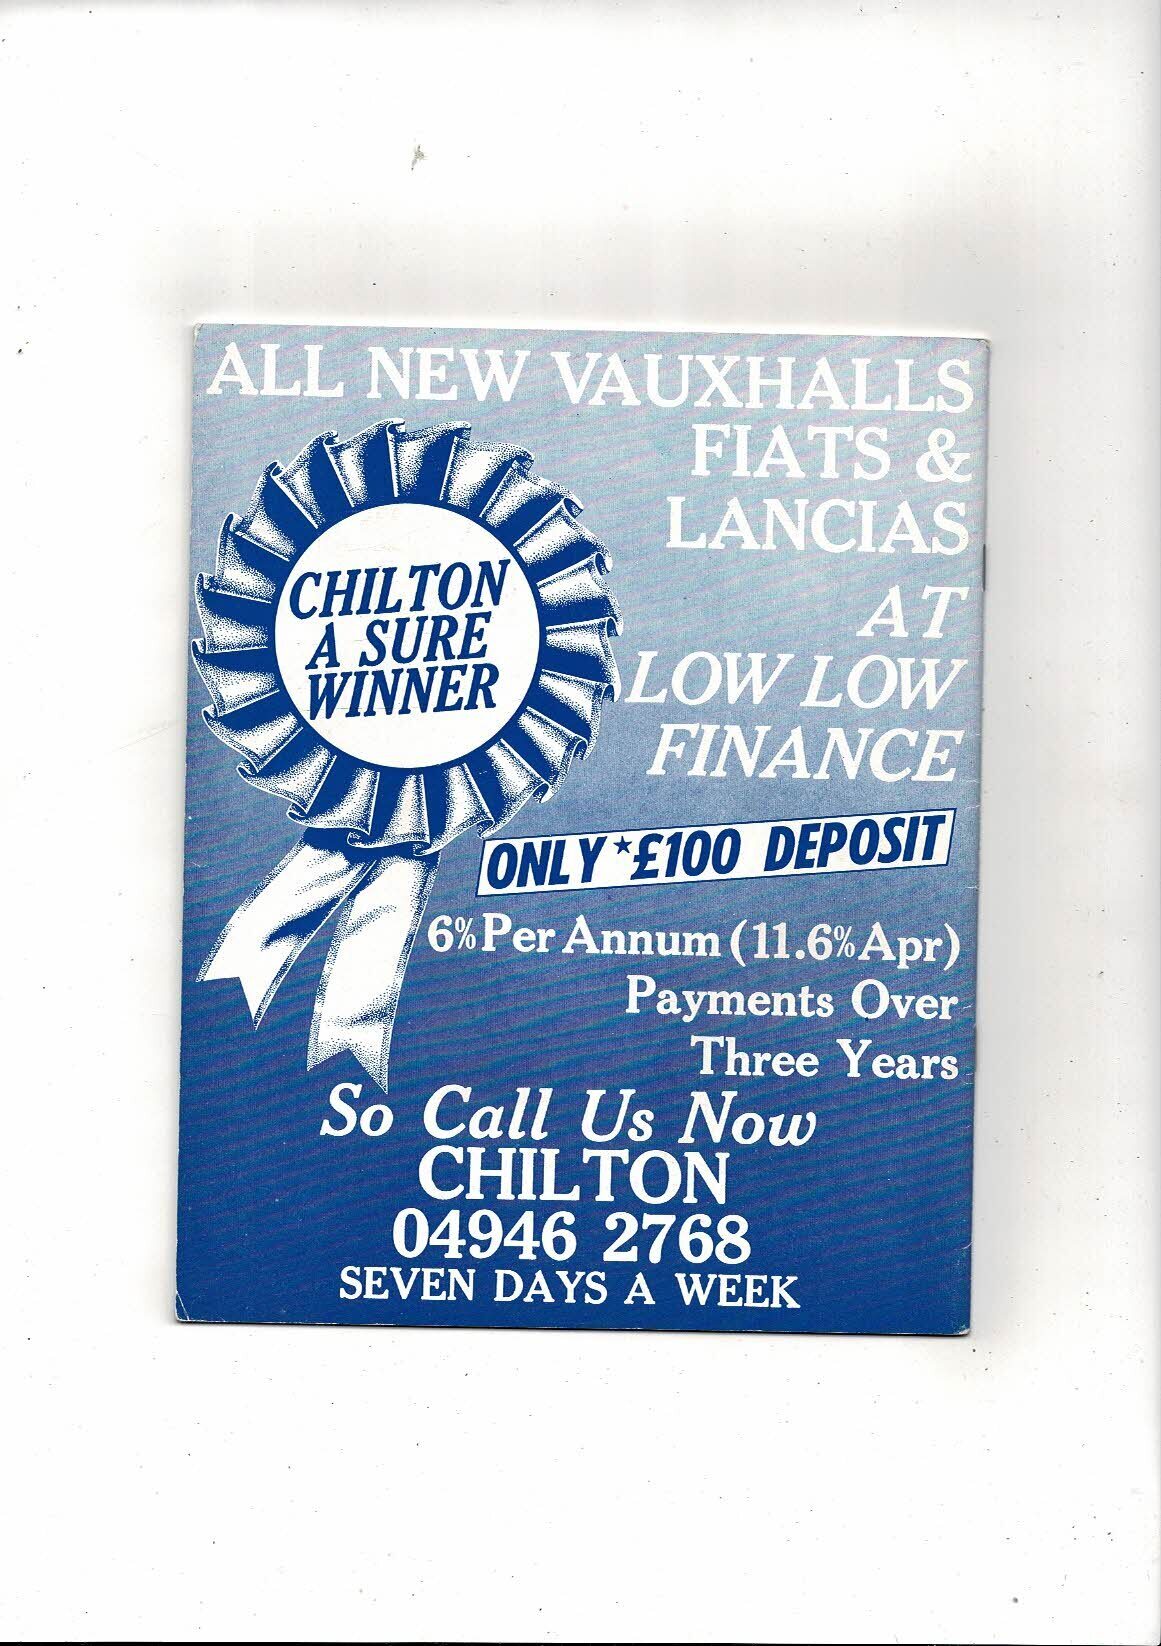 ALL NEW VAUXHALLS
FIATS &
LANCIAS
AT
LOW LOW
FINANCE
CHILTON
A SURE
WINNER
ONLY *£100 DEPOSIT
6% Per Annum (11.6% Apr)
Payments Over
Three Years
So Call Us Now
CHILTON
04946 2768
SEVEN DAYS A WEEK